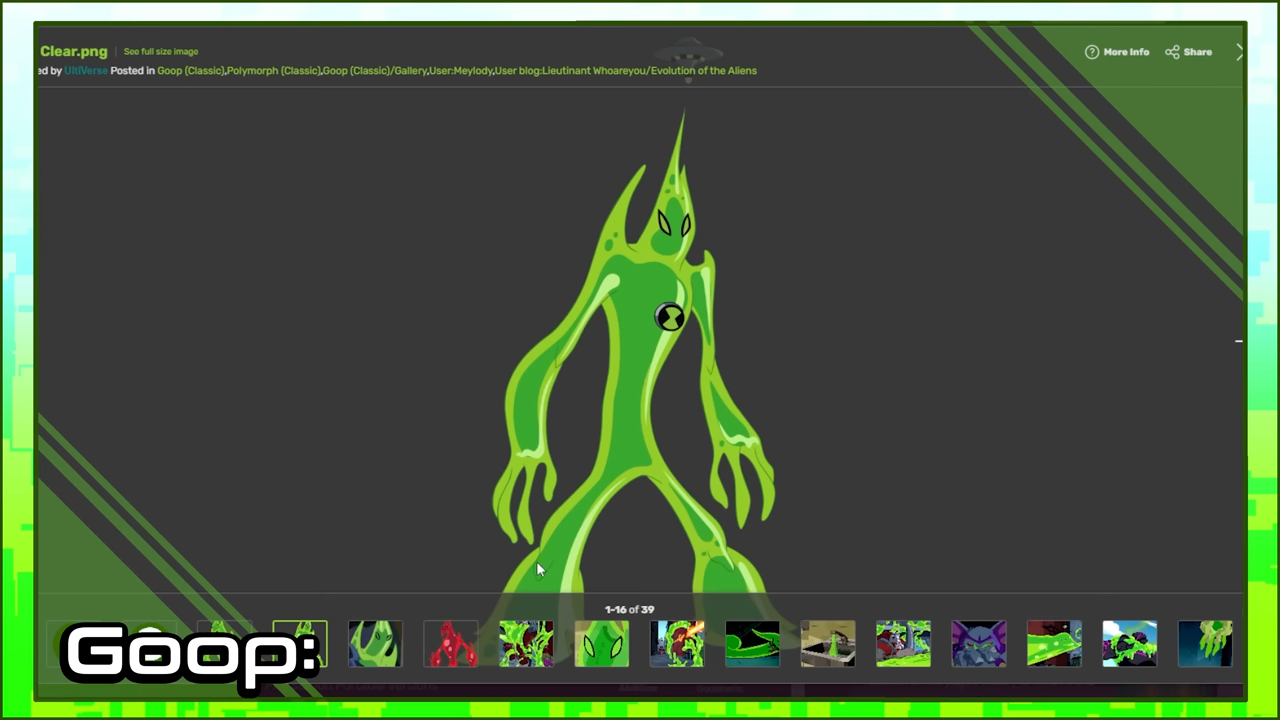 Clear.png | See full size image
More Info
Share
ed by UltiVerse Posted in Goop (Classic),Polymorph (Classic),Goop (Classic)/Gallery,User:Meylody,User blog:Lieutinant Whoareyou/Evolution of the Aliens
1-16 of 39
Goop: